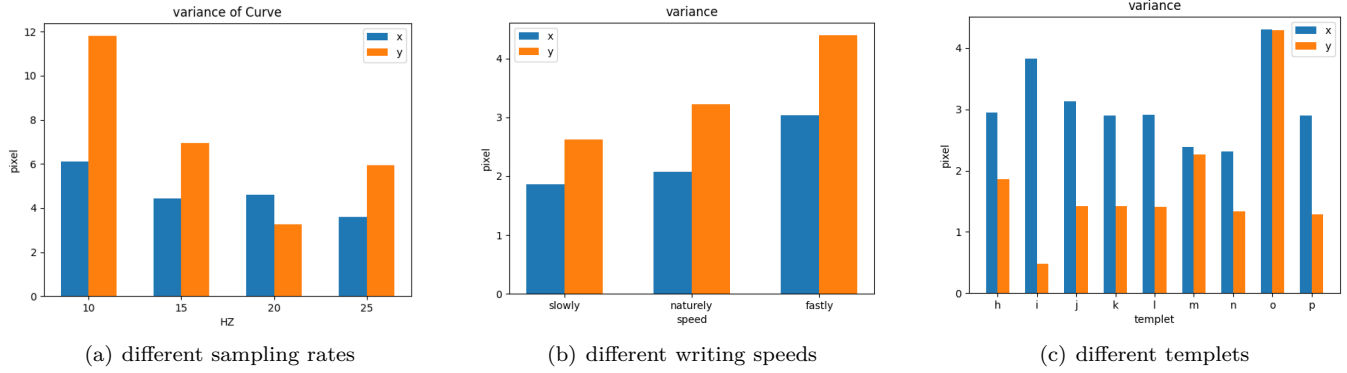 variance of Curve
x
y
pixel
12
10
8
6
4
2
0
10 15 20 25
HZ
(a) different sampling rates
variance
x
y
pixel
4
3
2
1
0
slowly naturely fastly
speed
(b) different writing speeds
variance
x
y
pixel
4
3
2
1
0
h i j k l m n o p
templet
(c) different templets